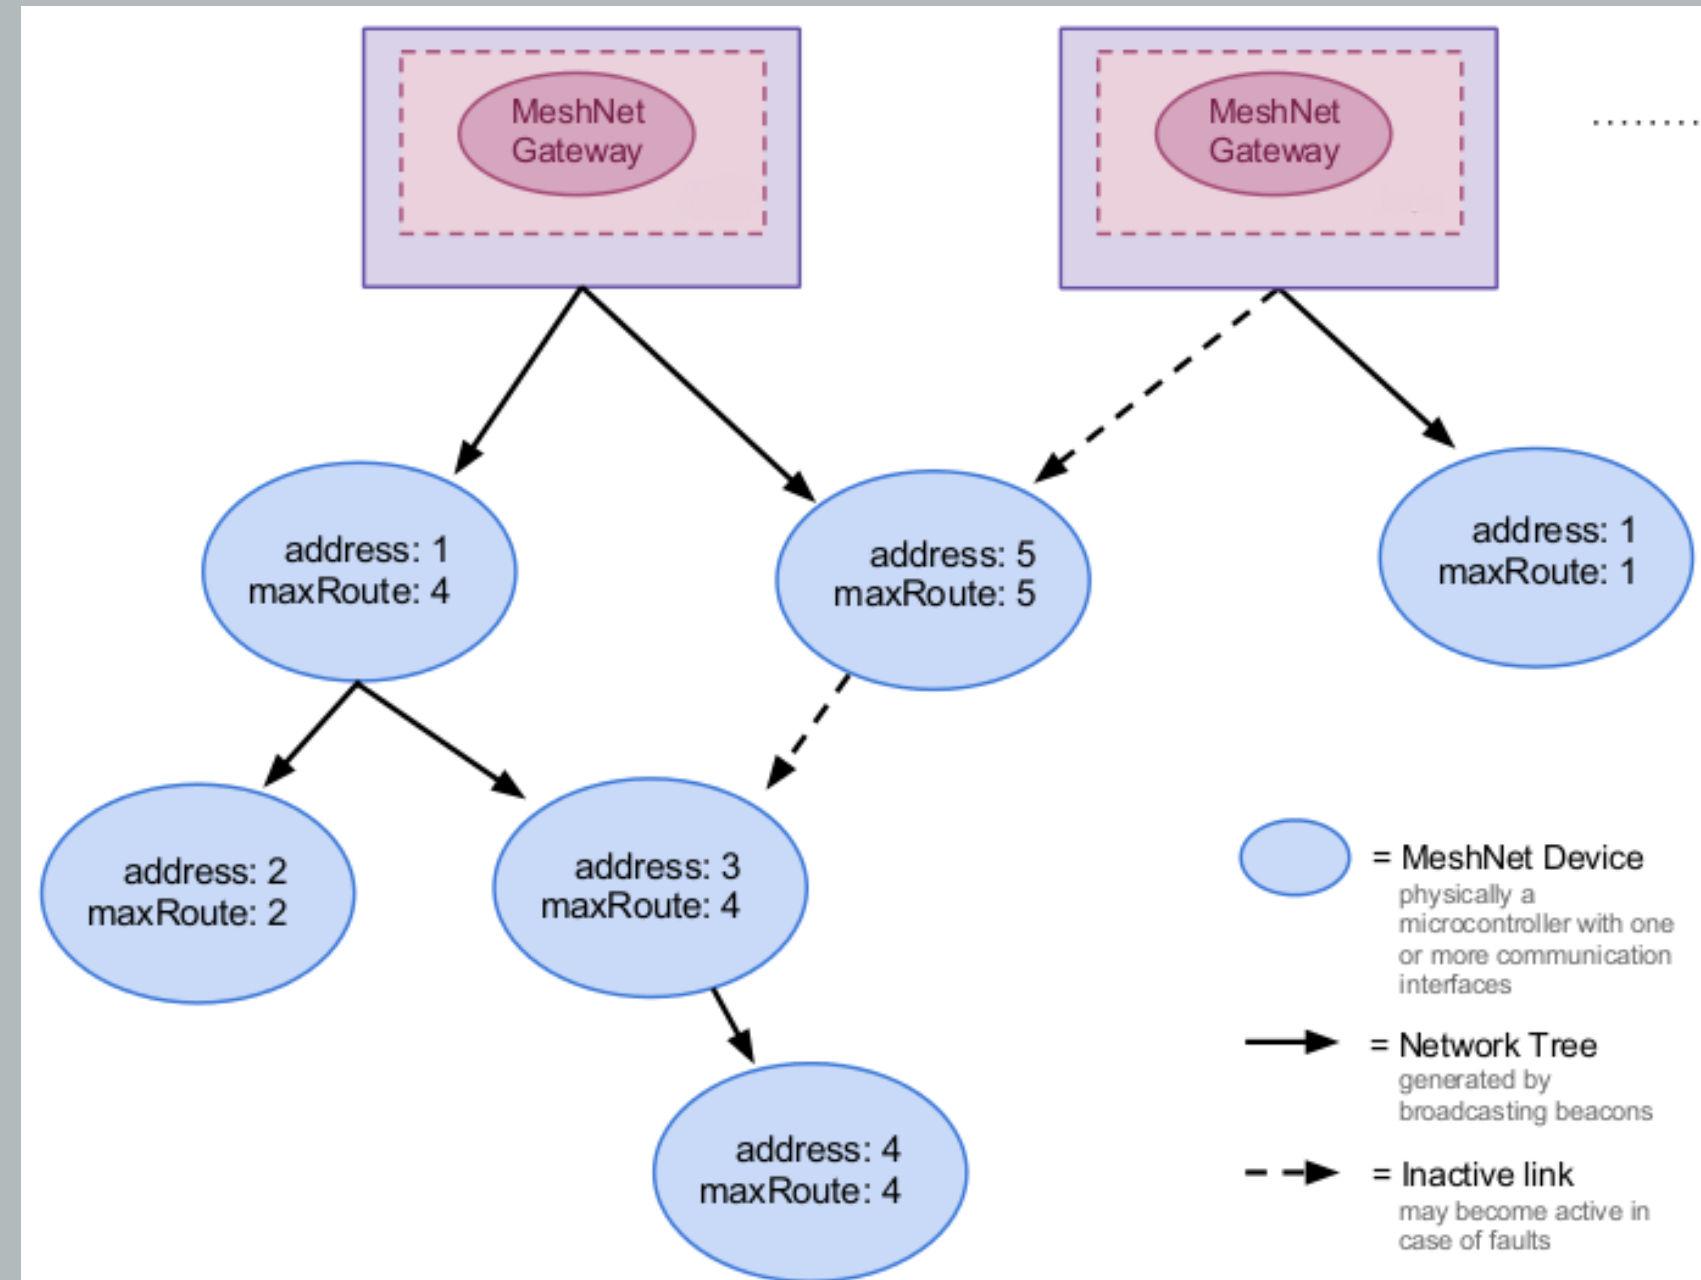 MeshNet
Gateway
MeshNet
Gateway
address: 1
maxRoute: 4
address: 5
maxRoute: 5
address: 1
maxRoute: 1
address: 2
maxRoute: 2
address: 3
maxRoute: 4
address: 4
maxRoute: 4
= MeshNet Device
physically a
microcontroller with one
or more communication
interfaces
= Network Tree
generated by
broadcasting beacons
= Inactive link
may become active in
case of faults